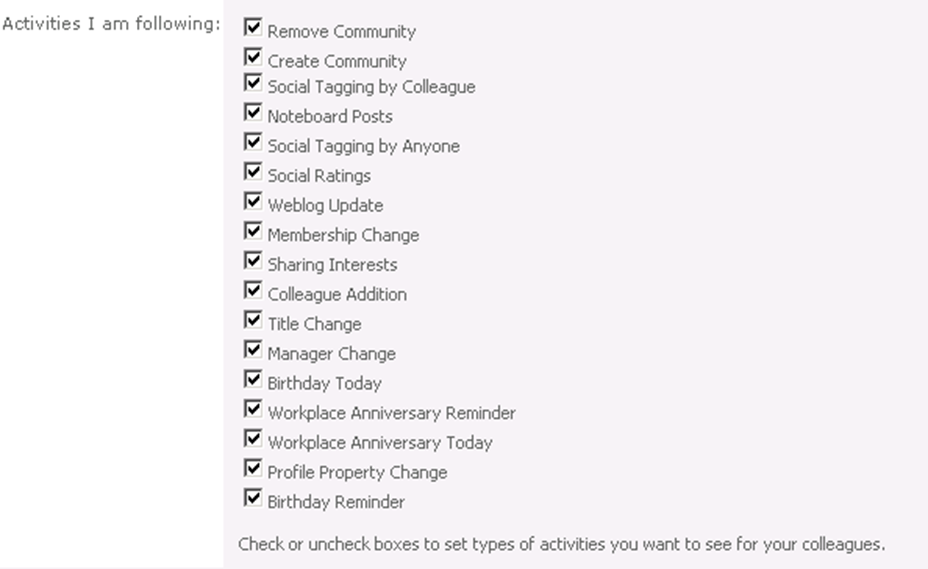 Activities I am following:
Remove Community
Create Community
Social Tagging by Colleague
Noteboard Posts
Social Tagging by Anyone
Social Ratings
Weblog Update
Membership Change
Sharing Interests
Colleague Addition
Title Change
Manager Change
Birthday Today
Workplace Anniversary Reminder
Workplace Anniversary Today
Profile Property Change
Birthday Reminder
Check or uncheck boxes to set types of activities you want to see for your colleagues.